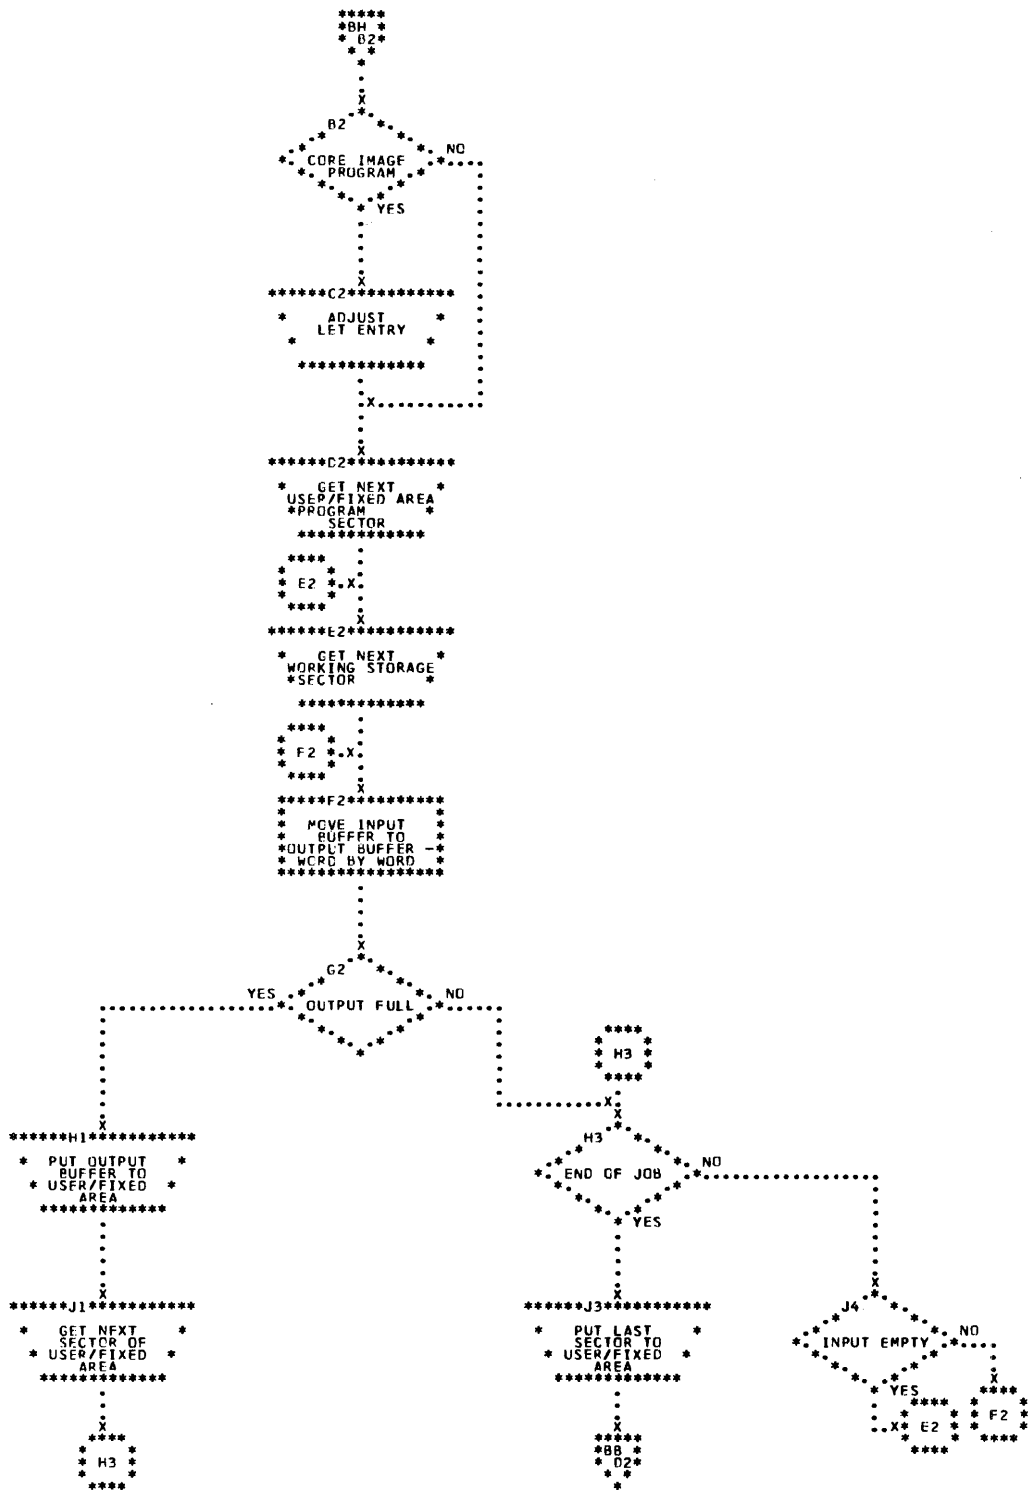 BH
B2
B2
NO
CORE IMAGE
PROGRAM
YES
C2
ADJUST
LET ENTRY
D2
GET NEXT
USER/FIXED AREA
PROGRAM
SECTOR
E2
E2
GET NEXT
WORKING STORAGE
SECTOR
F2
F2
MOVE INPUT
BUFFER TO
OUTPUT BUFFER -
WORD BY WORD
G2
YES
NO
OUTPUT FULL
H3
H1
PUT OUTPUT
BUFFER TO
USER/FIXED
AREA
H3
NO
END OF JOB
YES
J1
GET NEXT
SECTOR OF
USER/FIXED
AREA
J3
PUT LAST
SECTOR TO
USER/FIXED
AREA
J4
NO
INPUT EMPTY
YES
E2
F2
H3
BB
D2